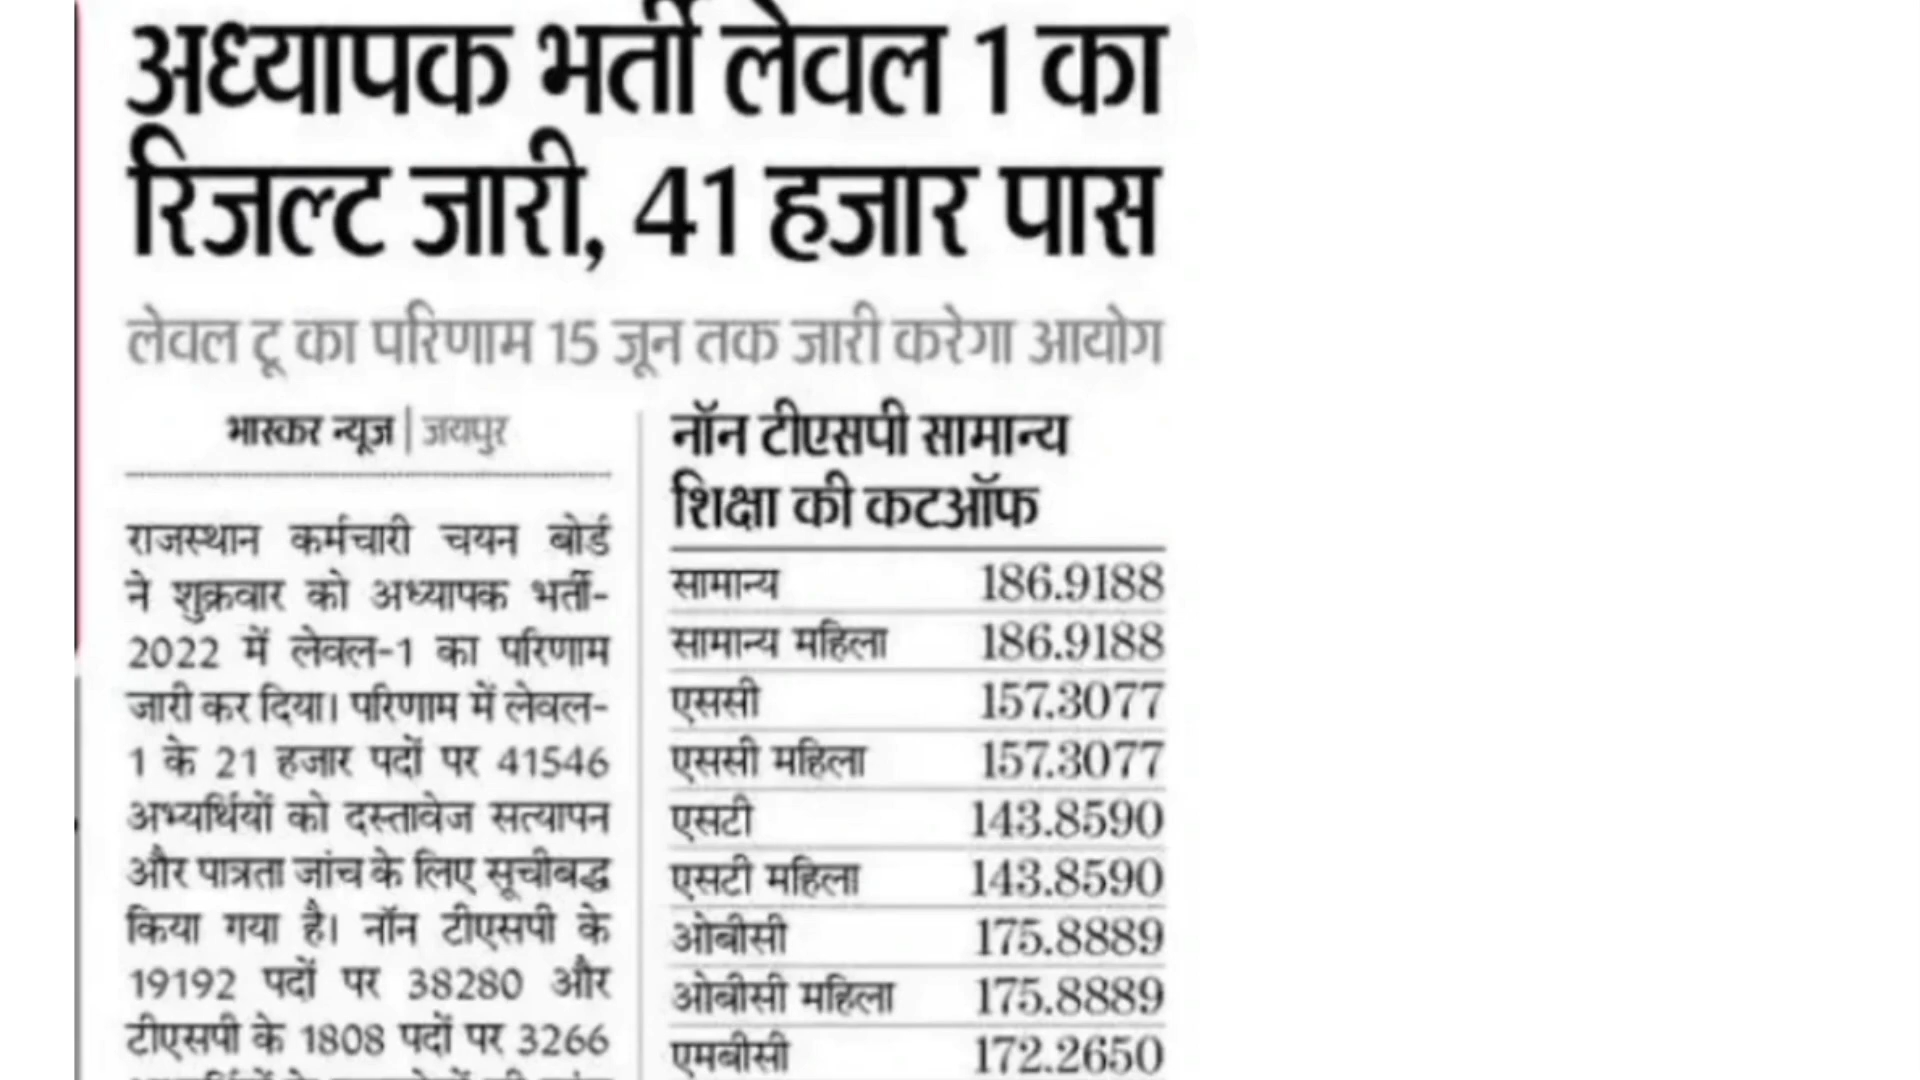 अध्यापक भर्ती लेवल 1 का
रिजल्ट जारी, 41 हजार पास
लेवल टू का परिणाम 15 जून तक जारी करेगा आयोग
भास्कर न्यूज | जयपुर
राजस्थान कर्मचारी चयन बोर्ड
ने शुक्रवार को अध्यापक भर्ती-
2022 में लेवल-1 का परिणाम
जारी कर दिया। परिणाम में लेवल-
1 के 21 हजार पदों पर 41546
अभ्यर्थियों को दस्तावेज सत्यापन
और पात्रता जांच के लिए सूचीबद्ध
किया गया है। नॉन टीएसपी के
19192 पदों पर 38280 और
टीएसपी के 1808 पदों पर 3266
नॉन टीएसपी सामान्य
शिक्षा की कटऑफ
सामान्य 186.9188
सामान्य महिला 186.9188
एससी 157.3077
एससी महिला 157.3077
एसटी 143.8590
एसटी महिला 143.8590
ओबीसी 175.8889
ओबीसी महिला 175.8889
एमबीसी 172.2650